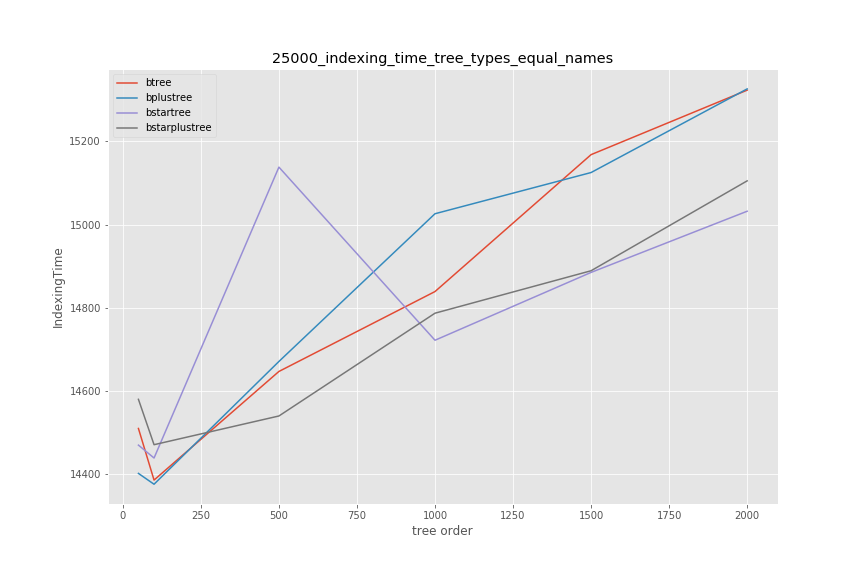 25000_indexing_time_tree_types_equal_names
btree
bplustree
bstartree
bstarplustree
IndexingTime
15200
15000
14800
14600
14400
0 250 500 750 1000 1250 1500 1750 2000
tree order